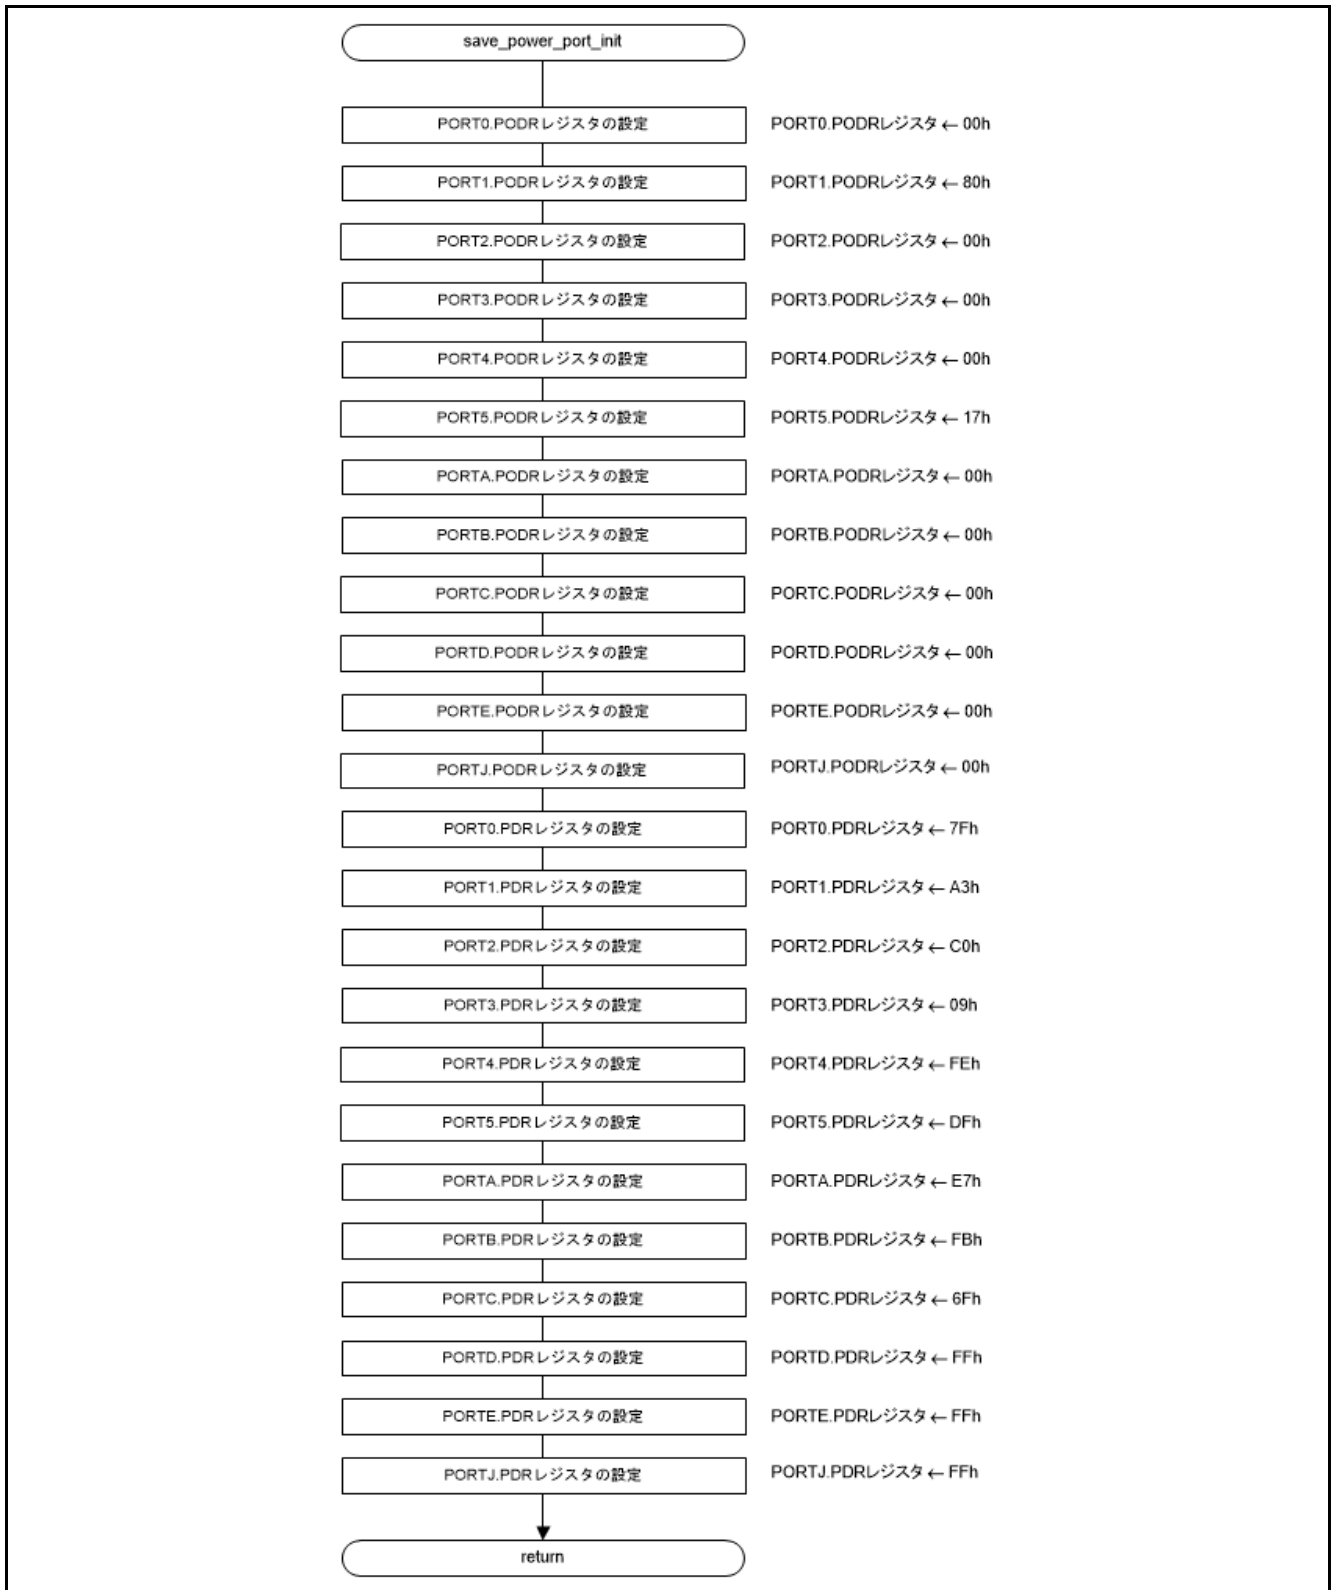 save_power_port_init
PORT0.PODRレジスタの設定 PORT0.PODRレジスタ ← 00h
PORT1.PODRレジスタの設定 PORT1.PODRレジスタ ← 80h
PORT2.PODRレジスタの設定 PORT2.PODRレジスタ ← 00h
PORT3.PODRレジスタの設定 PORT3.PODRレジスタ ← 00h
PORT4.PODRレジスタの設定 PORT4.PODRレジスタ ← 00h
PORT5.PODRレジスタの設定 PORT5.PODRレジスタ ← 17h
PORTA.PODRレジスタの設定 PORTA.PODRレジスタ ← 00h
PORTB.PODRレジスタの設定 PORTB.PODRレジスタ ← 00h
PORTC.PODRレジスタの設定 PORTC.PODRレジスタ ← 00h
PORTD.PODRレジスタの設定 PORTD.PODRレジスタ ← 00h
PORTE.PODRレジスタの設定 PORTE.PODRレジスタ ← 00h
PORTJ.PODRレジスタの設定 PORTJ.PODRレジスタ ← 00h
PORT0.PDRレジスタの設定 PORT0.PDRレジスタ ← 7Fh
PORT1.PDRレジスタの設定 PORT1.PDRレジスタ ← A3h
PORT2.PDRレジスタの設定 PORT2.PDRレジスタ ← C0h
PORT3.PDRレジスタの設定 PORT3.PDRレジスタ ← 09h
PORT4.PDRレジスタの設定 PORT4.PDRレジスタ ← FEh
PORT5.PDRレジスタの設定 PORT5.PDRレジスタ ← DFh
PORTA.PDRレジスタの設定 PORTA.PDRレジスタ ← E7h
PORTB.PDRレジスタの設定 PORTB.PDRレジスタ ← FBh
PORTC.PDRレジスタの設定 PORTC.PDRレジスタ ← 6Fh
PORTD.PDRレジスタの設定 PORTD.PDRレジスタ ← FFh
PORTE.PDRレジスタの設定 PORTE.PDRレジスタ ← FFh
PORTJ.PDRレジスタの設定 PORTJ.PDRレジスタ ← FFh
return